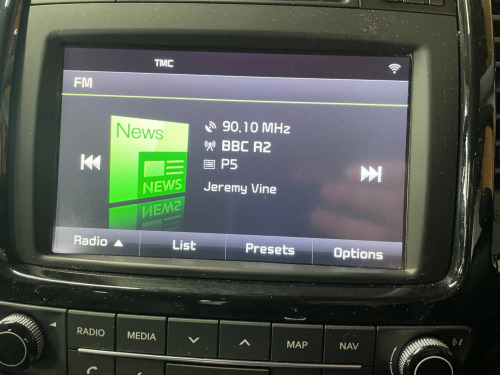 TMC
FM
News
NEWS
90.10 MHz
BBC R2
P5
Jeremy Vine
Radio ▲ List Presets Options
RADIO MEDIA MAP NAV